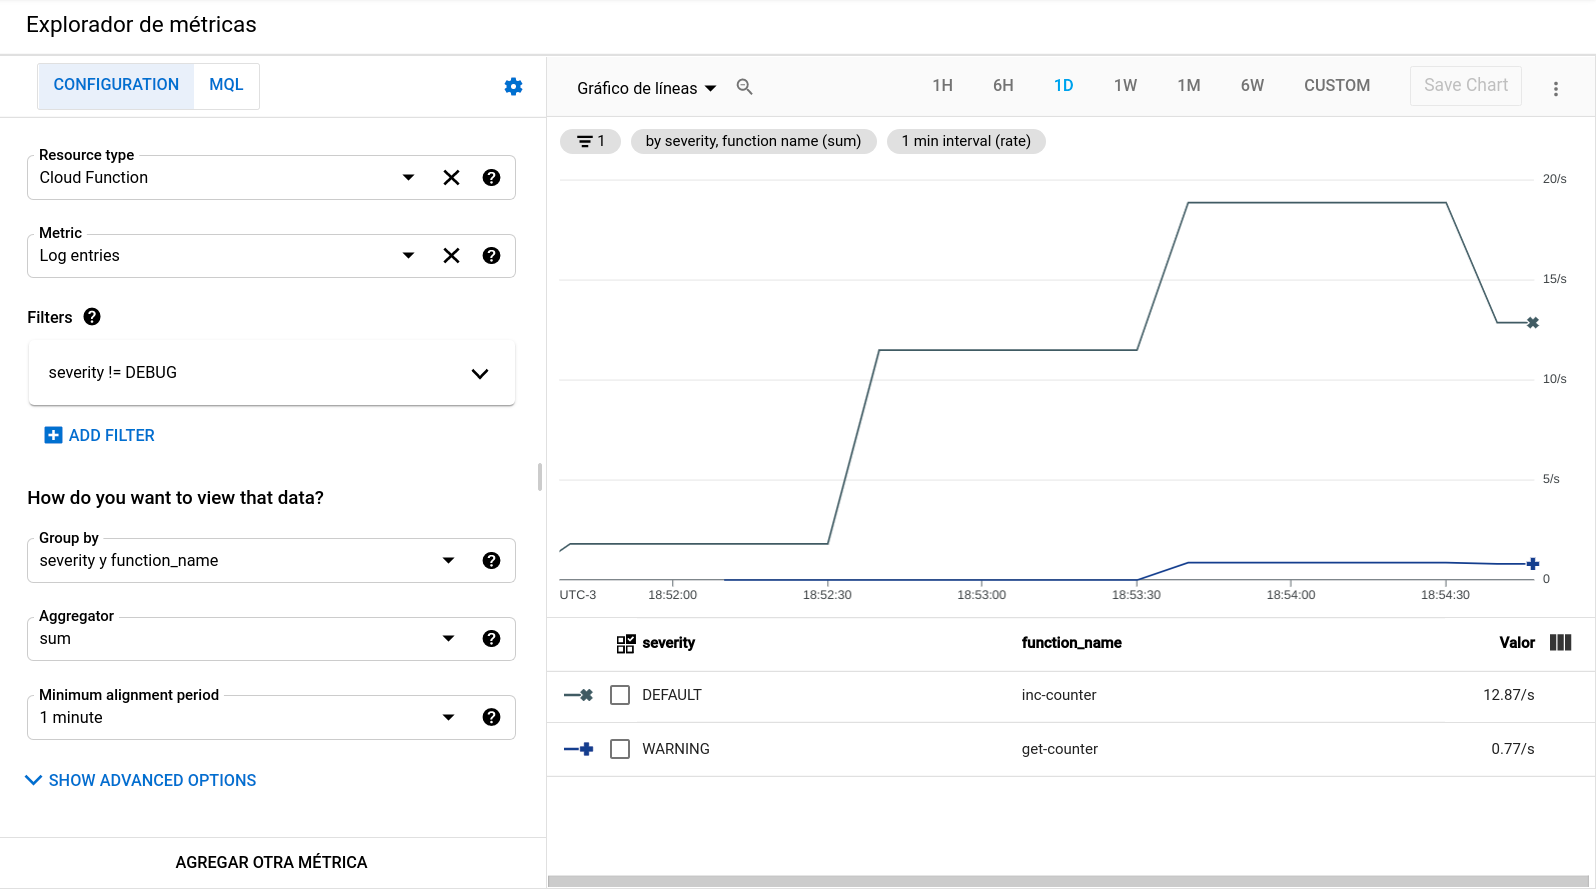 Explorador de métricas
CONFIGURATION MQL
Resource type
Cloud Function
Metric
Log entries
Filters
severity != DEBUG
ADD FILTER
How do you want to view that data?
Group by
severity y function_name
Aggregator
sum
Minimum alignment period
1 minute
SHOW ADVANCED OPTIONS
AGREGAR OTRA MÉTRICA
Gráfico de líneas 1H 6H 1D 1W 1M 6W CUSTOM Save Chart
1 by severity, function name (sum) 1 min interval (rate)
20/s
15/s
10/s
5/s
0
UTC-3 18:52:00 18:52:30 18:53:00 18:53:30 18:54:00 18:54:30
severity function_name Valor
DEFAULT inc-counter 12.87/s
WARNING get-counter 0.77/s